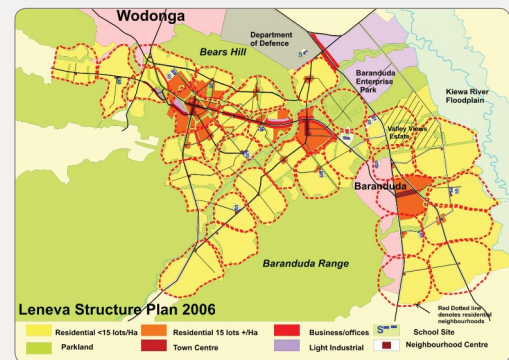 Wodonga
Department
of Defence
Bears Hill
Baranduda
Enterprise
Park
Kiewa River
Floodplain
Valley Views
Estate
Baranduda
Baranduda Range
Red Dotted line
denotes residential
neighbourhoods
Leneva Structure Plan 2006
Residential <15 lots/Ha
Residential 15 lots +/Ha
Business/offices
School Site
Parkland
Town Centre
Light Industrial
Neighbourhood Centre